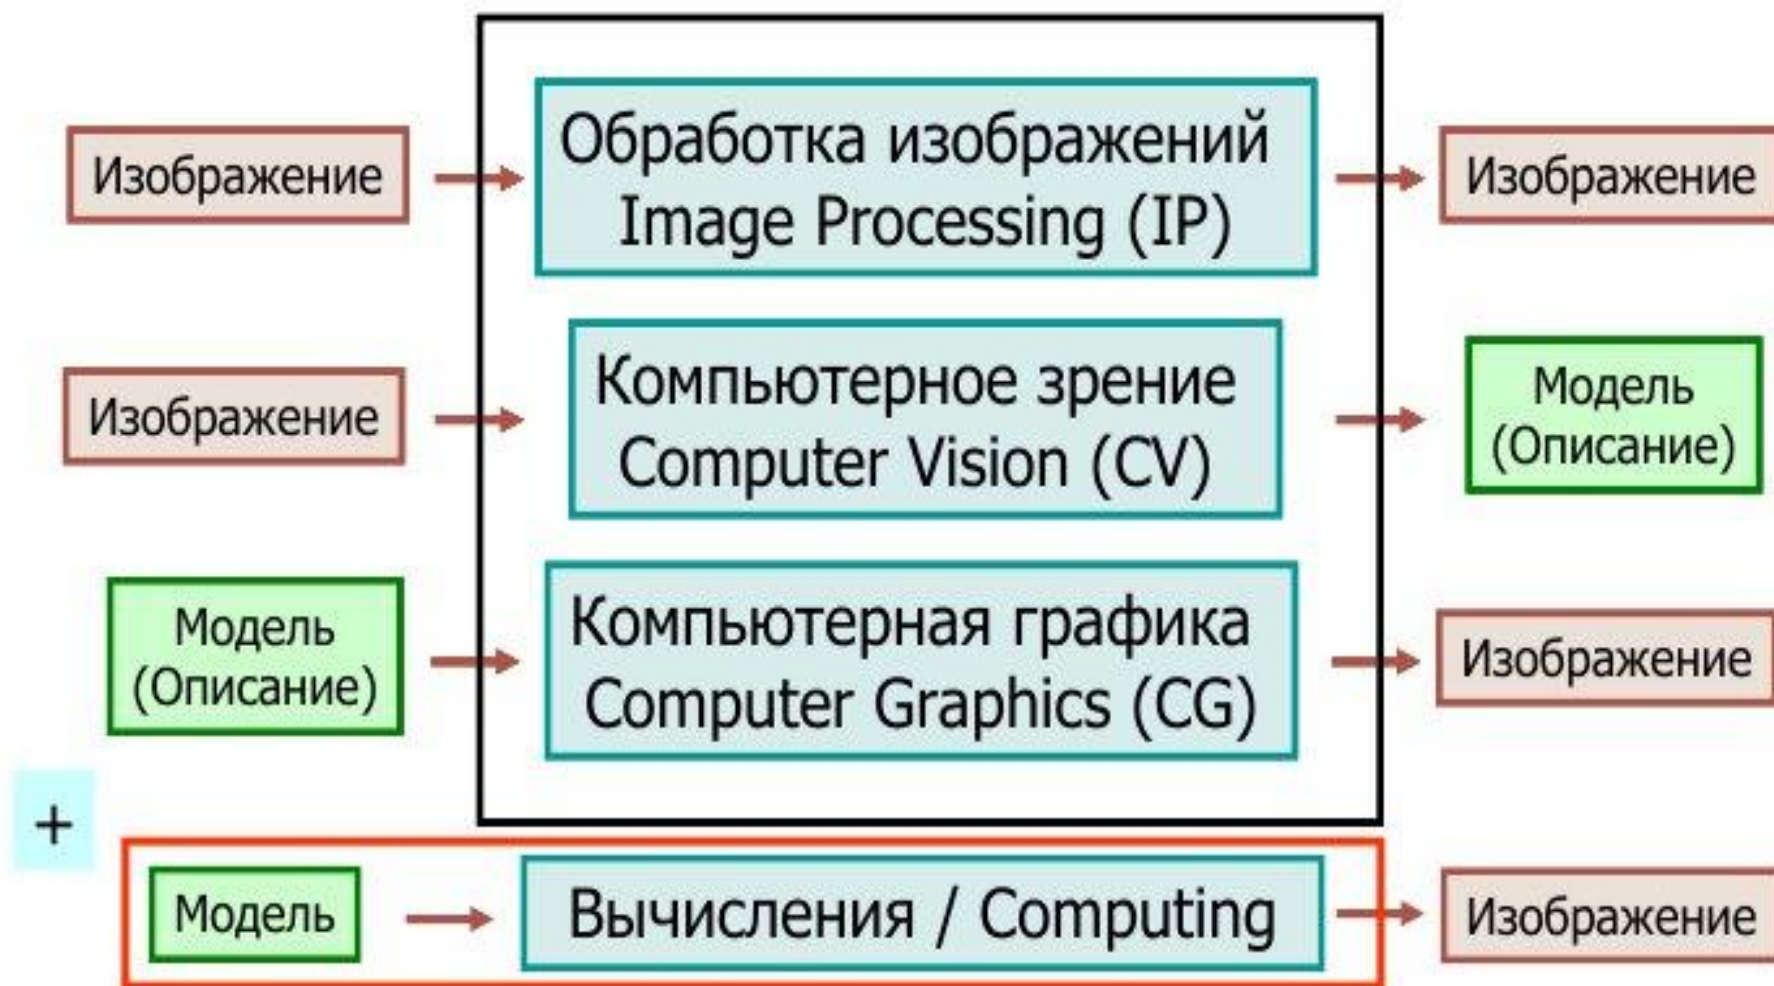 Изображение
Обработка изображений
Image Processing (IP)
Изображение
Изображение
Компьютерное зрение
Computer Vision (CV)
Модель
(Описание)
Модель
(Описание)
Компьютерная графика
Computer Graphics (CG)
Изображение
+
Модель
Вычисления / Computing
Изображение